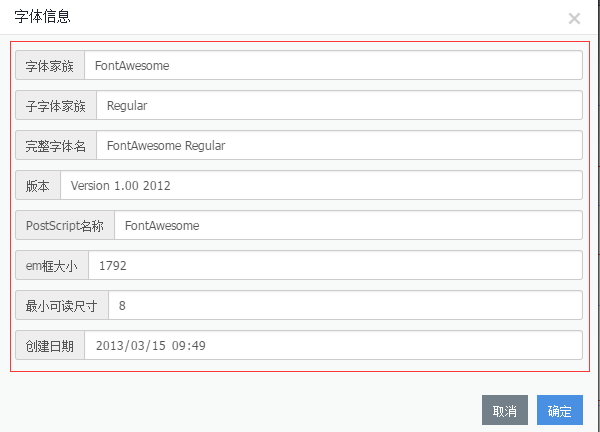 字体信息 ×
字体家族 FontAwesome
子字体家族 Regular
完整字体名 FontAwesome Regular
版本 Version 1.00 2012
PostScript名称 FontAwesome
em框大小 1792
最小可读尺寸 8
创建日期 2013/03/15 09:49
取消 确定